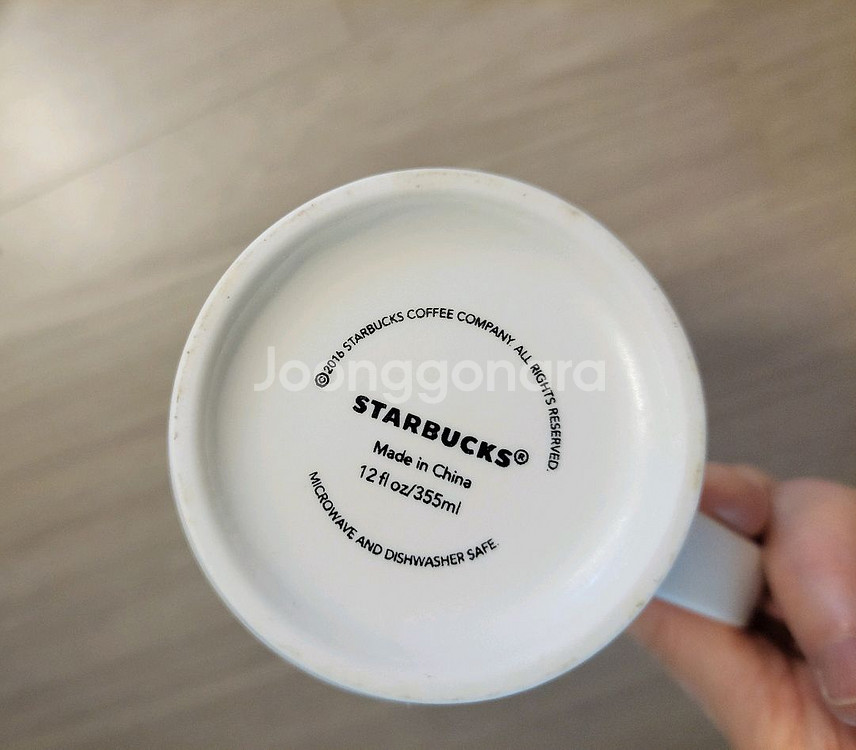 ©2016 STARBUCKS COFFEE COMPANY. ALL RIGHTS RESERVED.
Joonggonara
STARBUCKS®
Made in China
12 fl oz/355ml
MICROWAVE AND DISHWASHER SAFE.